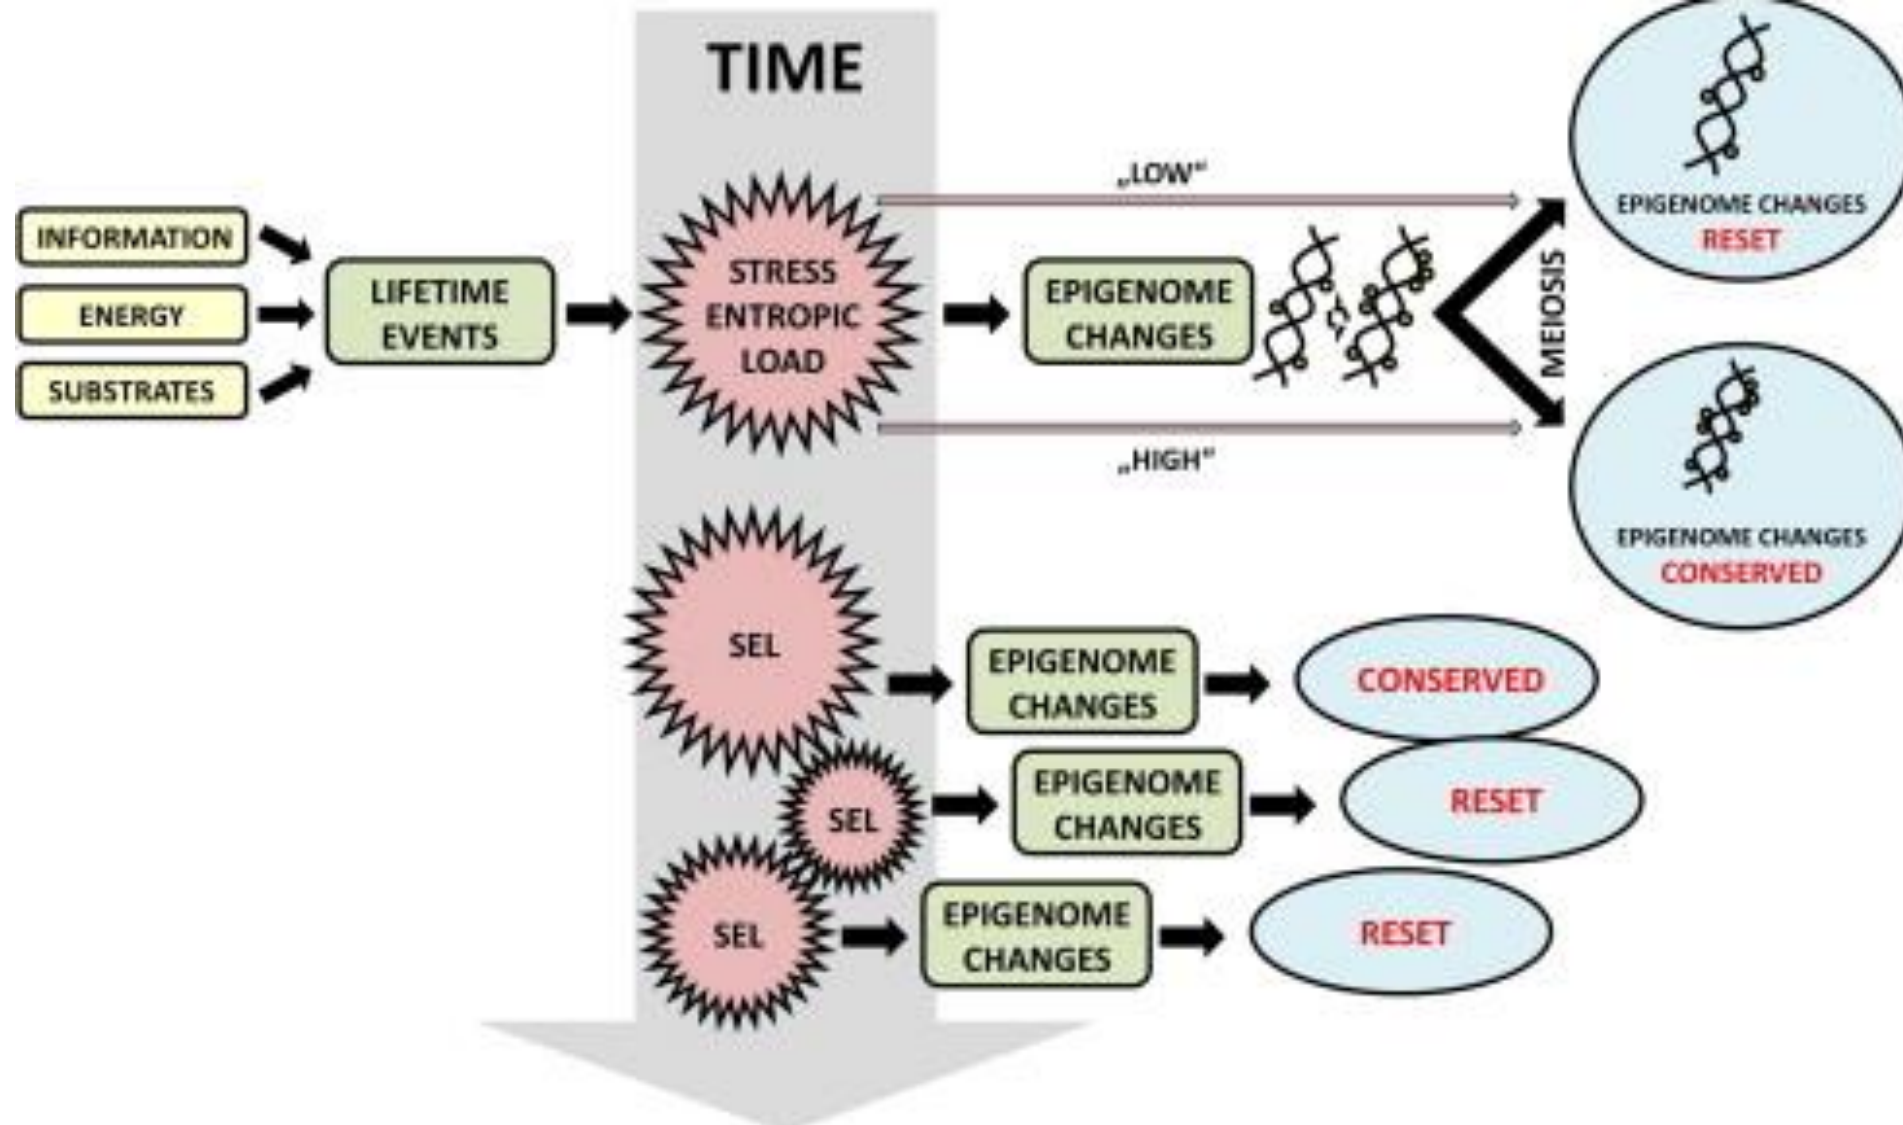 TIME
„LOW“
INFORMATION
ENERGY
SUBSTRATES
LIFETIME
EVENTS
STRESS
ENTROPIC
LOAD
EPIGENOME
CHANGES
MEIOSIS
EPIGENOME CHANGES
RESET
„HIGH“
EPIGENOME CHANGES
CONSERVED
SEL
EPIGENOME
CHANGES
CONSERVED
SEL
EPIGENOME
CHANGES
RESET
SEL
EPIGENOME
CHANGES
RESET